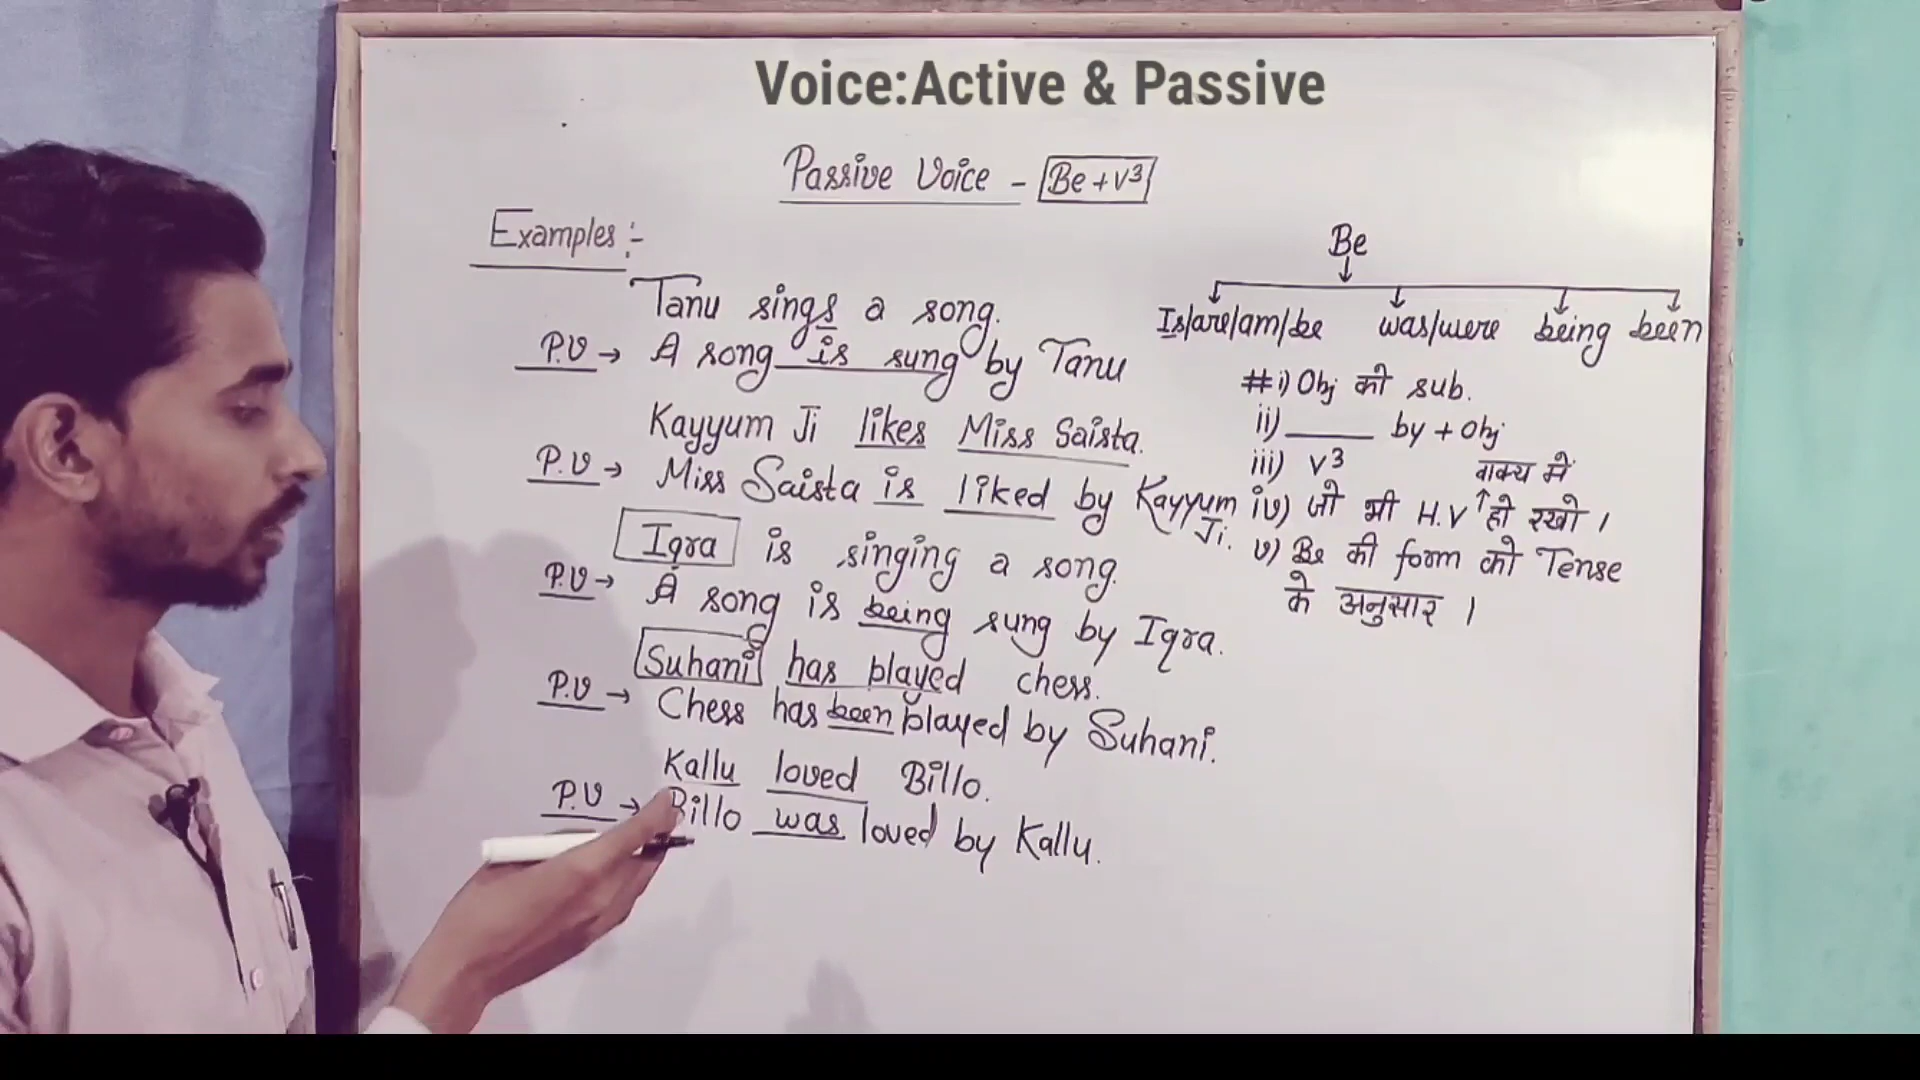 Voice:Active & Passive
Passive Voice - Be+V3
Examples :-
Tanu sings a song.
P.V → A song is sung by Tanu
Kayyum Ji likes Miss Saista.
P.V → Miss Saista is liked by Kayyum Ji.
Iqra is singing a song.
P.V → A song is being sung by Iqra.
Suhani has played chess.
P.V → Chess has been played by Suhani.
Kallu loved Billo.
P.V → Billo was loved by Kallu.
Be
Is/are/am/be was/were being been
# i) Obj को sub.
ii) _____ by + Obj
iii) V3
वाक्य में
iv) जो भी H.V ↑ हो रखो ।
v) Be की form को Tense
के अनुसार ।